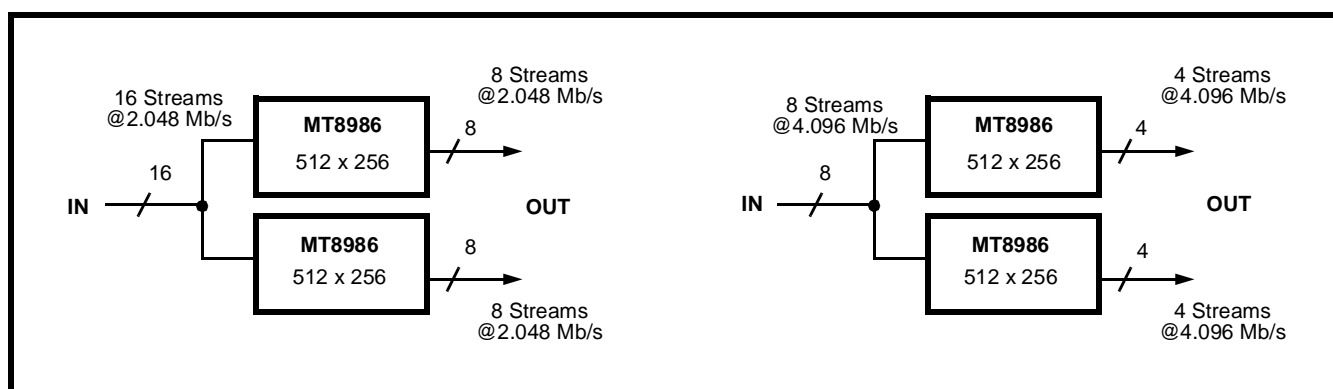 8 Streams
@2.048 Mb/s
16 Streams
@2.048 Mb/s
MT8986
512 x 256
8
16
IN
OUT
MT8986
512 x 256
8
8 Streams
@2.048 Mb/s
4 Streams
@4.096 Mb/s
8 Streams
@4.096 Mb/s
MT8986
512 x 256
4
8
IN
OUT
MT8986
512 x 256
4
4 Streams
@4.096 Mb/s